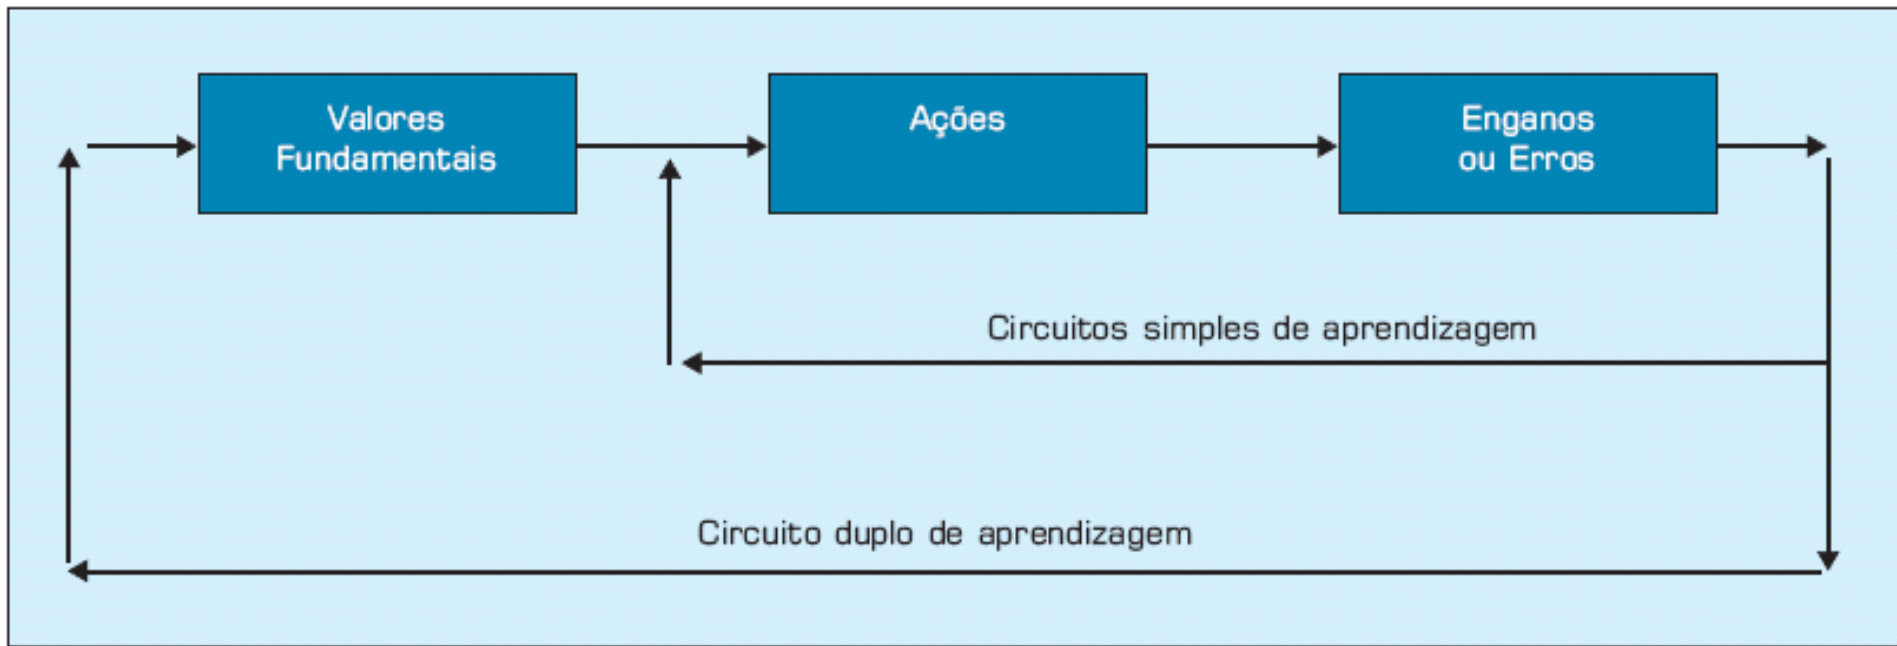 Valores
Fundamentais
Ações
Enganos
ou Erros
Circuitos simples de aprendizagem
Circuito duplo de aprendizagem